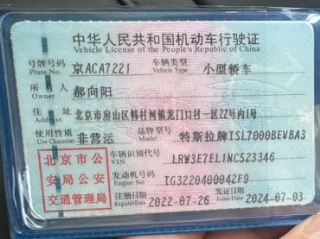 中华人民共和国机动车行驶证
Vehicle License of the People's Republic of China
号牌号码 京ACA7221 车辆类型 小型轿车
Plate No. Vehicle Type
所有人 郝向阳
Owner
住址 北京市房山区韩村河镇龙门口村一区22号内1号
Address
使用性质 非营运 品牌型号 特斯拉牌TSL7000BEVBA3
Use Character Model
北京市公安局公安交通管理局
车辆识别代号 LRW3E7EL1NC523346
VIN
发动机号码 TG3220400042F9
Engine No.
注册日期 2022-07-26 发证日期 2024-07-03
Register Date Issue Date